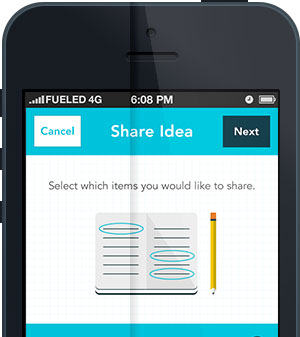 FUELED 4G 6:08 PM
Cancel Share Idea Next
Select which items you would like to share.